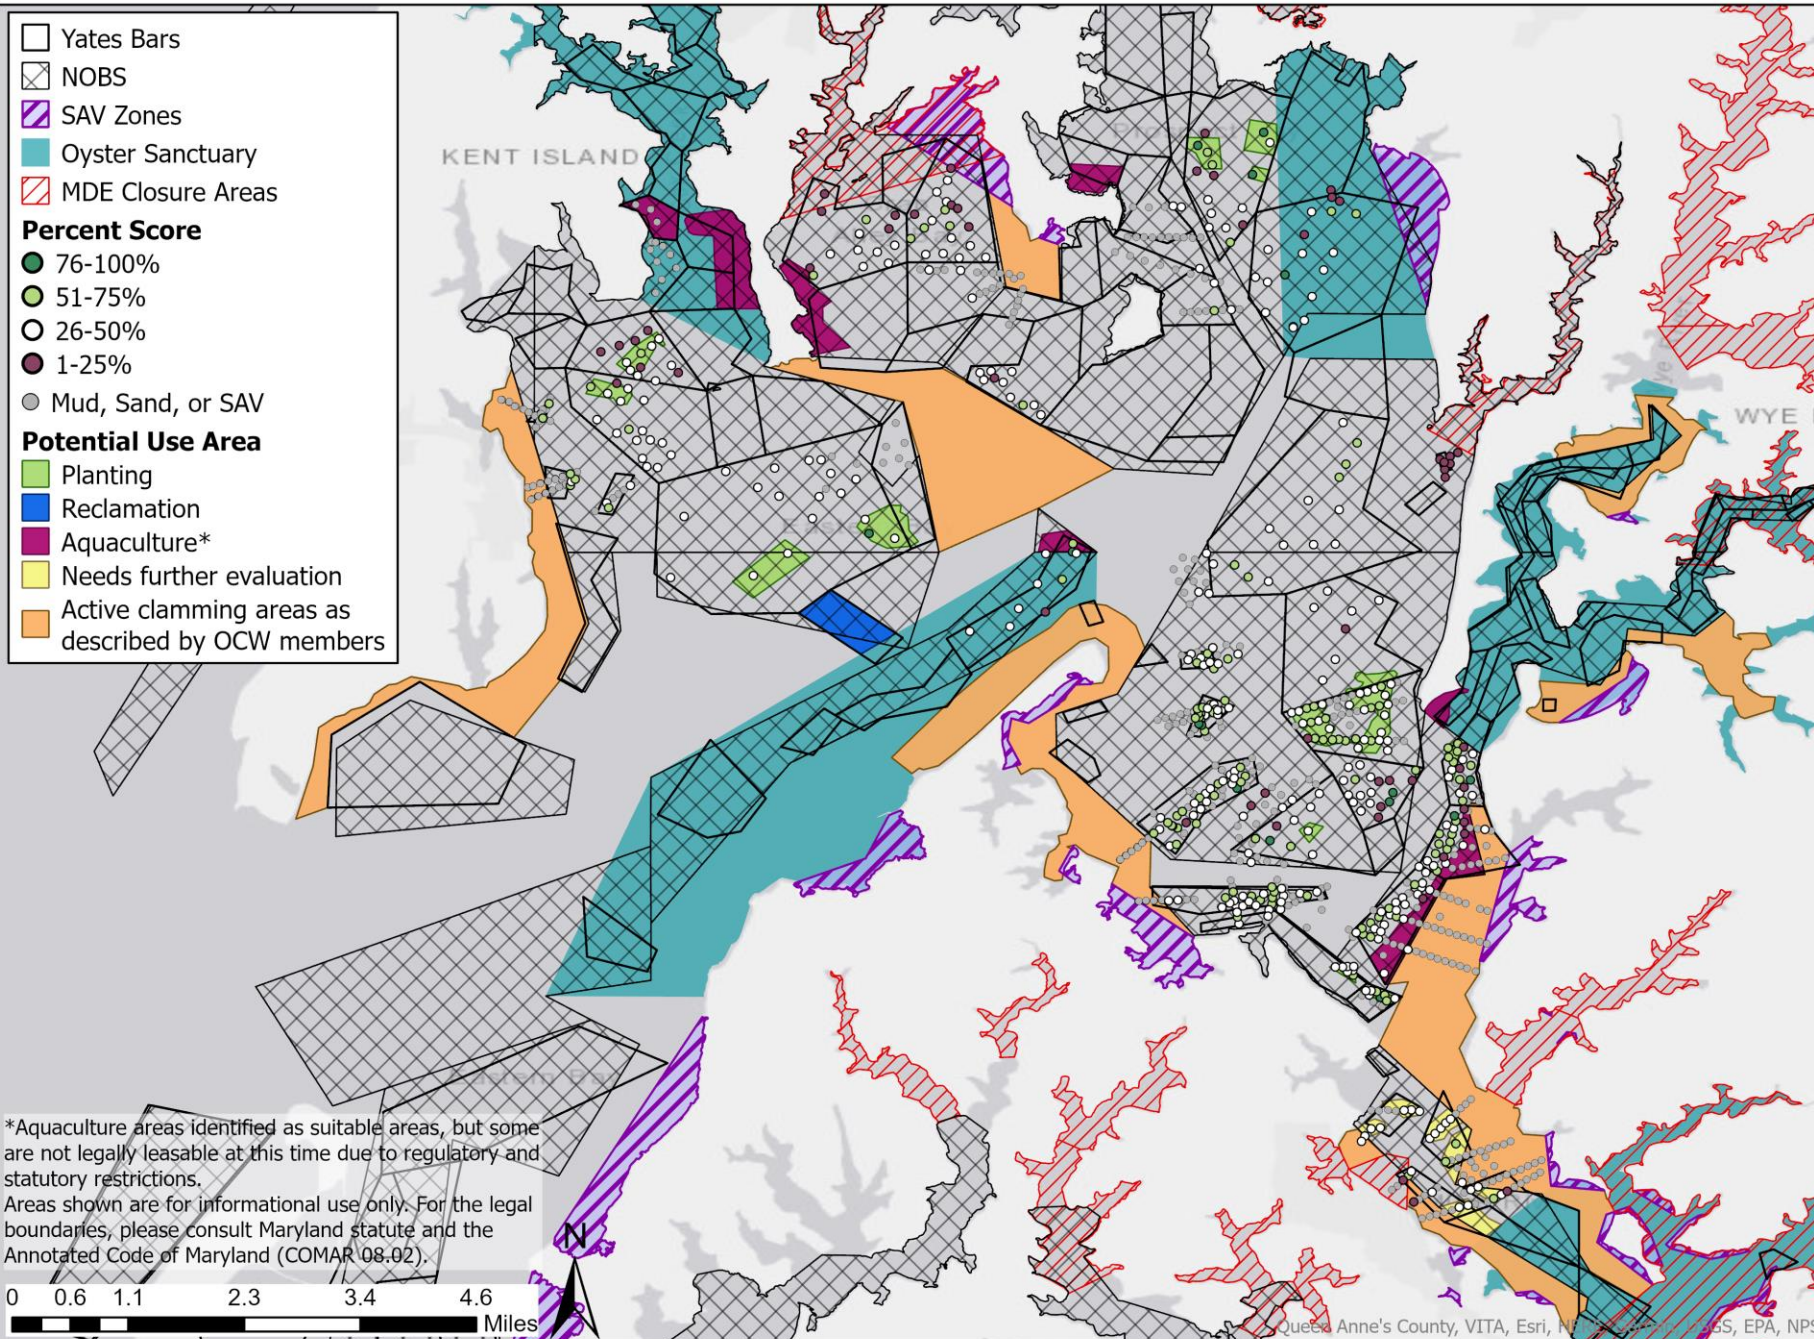 Yates Bars
NOBS
SAV Zones
Oyster Sanctuary
MDE Closure Areas
Percent Score
76-100%
51-75%
26-50%
1-25%
Mud, Sand, or SAV
Potential Use Area
Planting
Reclamation
Aquaculture*
Needs further evaluation
Active clamming areas as
described by OCW members
KENT ISLAND
WYE
Eastern Bay
*Aquaculture areas identified as suitable areas, but some
are not legally leasable at this time due to regulatory and
statutory restrictions.
Areas shown are for informational use only. For the legal
boundaries, please consult Maryland statute and the
Annotated Code of Maryland (COMAR 08.02).
N
0 0.6 1.1 2.3 3.4 4.6
Miles
Queen Anne's County, VITA, Esri, USGS, EPA, NPS